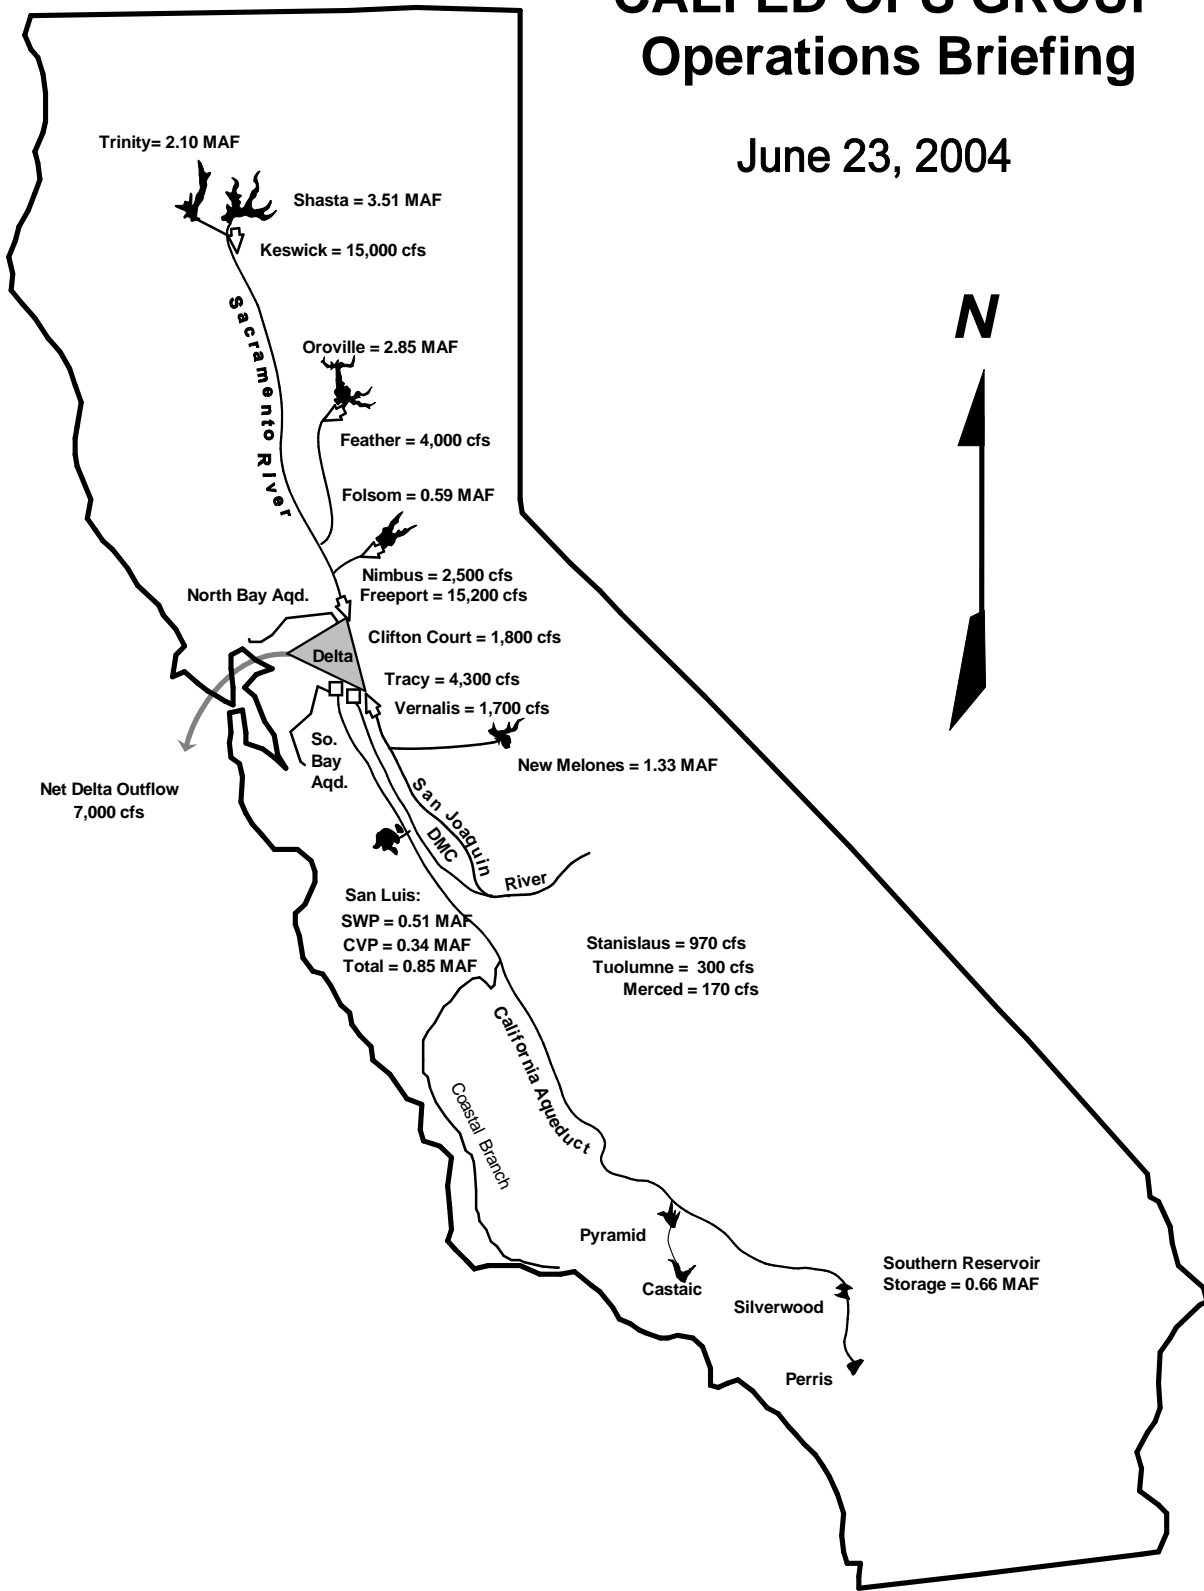 CALFED OPS GROUP
Operations Briefing
June 23, 2004
Trinity= 2.10 MAF
Shasta = 3.51 MAF
Keswick = 15,000 cfs
N
Sacramento River
Oroville = 2.85 MAF
Feather = 4,000 cfs
Folsom = 0.59 MAF
Nimbus = 2,500 cfs
North Bay Aqd.
Freeport = 15,200 cfs
Clifton Court = 1,800 cfs
Delta
Tracy = 4,300 cfs
Vernalis = 1,700 cfs
So.
Bay
Aqd.
New Melones = 1.33 MAF
Net Delta Outflow
7,000 cfs
San Joaquin
River
DMC
San Luis:
SWP = 0.51 MAF
CVP = 0.34 MAF
Total = 0.85 MAF
Stanislaus = 970 cfs
Tuolumne = 300 cfs
Merced = 170 cfs
California Aqueduct
Coastal Branch
Pyramid
Castaic
Silverwood
Southern Reservoir
Storage = 0.66 MAF
Perris